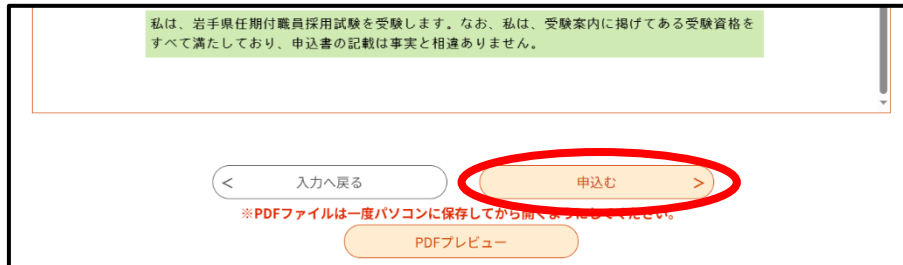 私は、岩手県任期付職員採用試験を受験します。なお、私は、受験案内に掲げてある受験資格を
すべて満たしており、申込書の記載は事実と相違ありません。
< 入力へ戻る
申込む >
※PDFファイルは一度パソコンに保存してから開くようにしてください。
PDFプレビュー